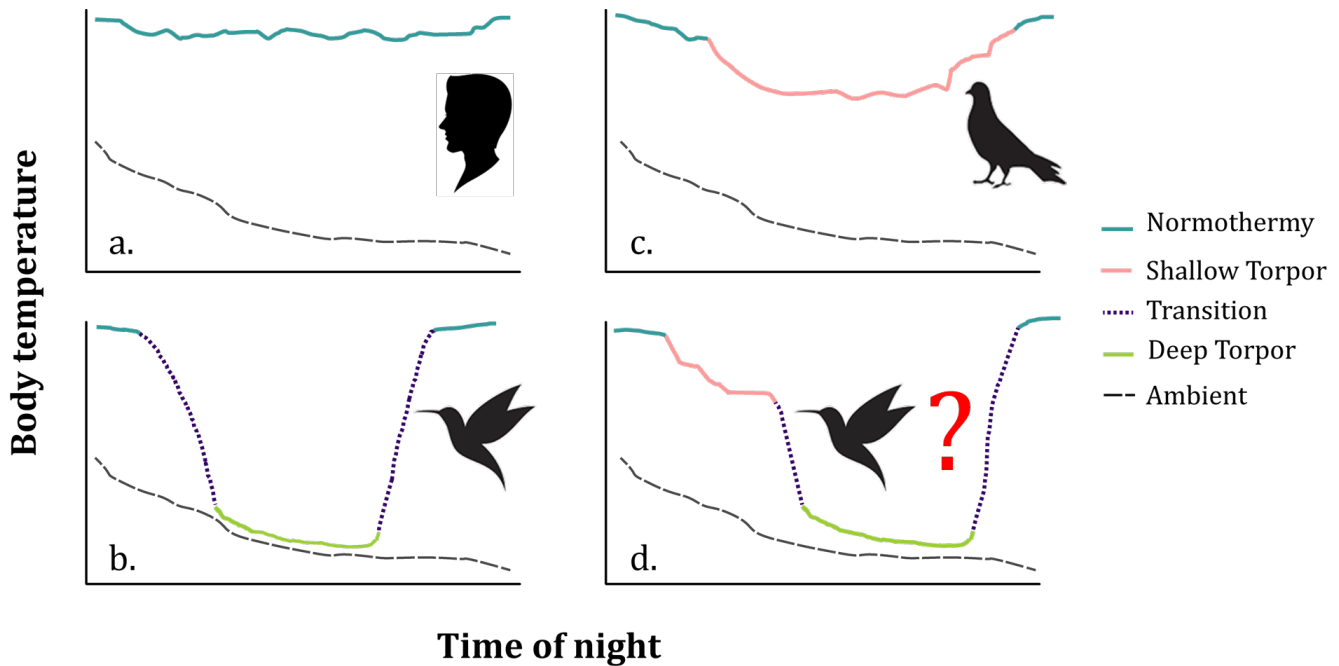 Body temperature
a.
c.
b.
d.
?
Normothermy
Shallow Torpor
Transition
Deep Torpor
Ambient
Time of night